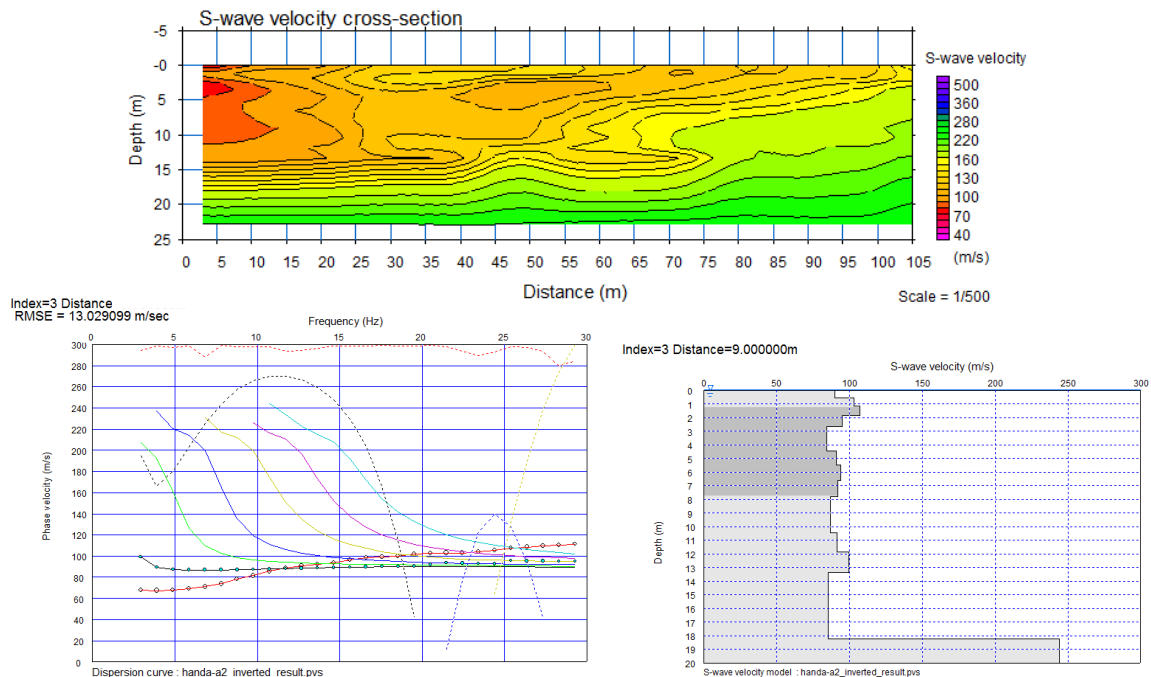 S-wave velocity cross-section
-5
-0
5
10
15
20
25
Depth (m)
0 5 10 15 20 25 30 35 40 45 50 55 60 65 70 75 80 85 90 95 100 105
Distance (m)
S-wave velocity
500
360
280
220
160
130
100
70
40
(m/s)
Scale = 1/500
Index=3 Distance
RMSE = 13.029099 m/sec
Frequency (Hz)
0 5 10 15 20 25 30
300
280
260
240
220
200
180
160
140
120
100
80
60
40
20
0
Phase velocity (m/s)
Dispersion curve : handa-a2_inverted_result.pvs
Index=3 Distance=9.000000m
S-wave velocity (m/s)
0 50 100 150 200 250 300
0
1
2
3
4
5
6
7
8
9
10
11
12
13
14
15
16
17
18
19
20
Depth (m)
S-wave velocity model : handa-a2_inverted_result.pvs